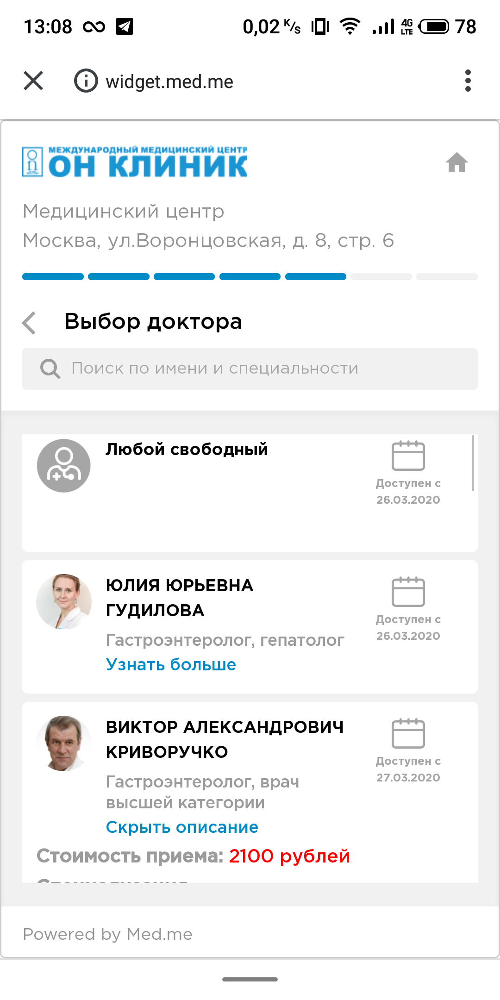 13:08 0,02 K/s 4G LTE 78
widget.med.me
МЕЖДУНАРОДНЫЙ МЕДИЦИНСКИЙ ЦЕНТР
ОН КЛИНИК
Медицинский центр
Москва, ул.Воронцовская, д. 8, стр. 6
Выбор доктора
Поиск по имени и специальности
Любой свободный
Доступен с
26.03.2020
ЮЛИЯ ЮРЬЕВНА
ГУДИЛОВА
Гастроэнтеролог, гепатолог
Узнать больше
Доступен с
26.03.2020
ВИКТОР АЛЕКСАНДРОВИЧ
КРИВОРУЧКО
Гастроэнтеролог, врач
высшей категории
Скрыть описание
Доступен с
27.03.2020
Стоимость приема: 2100 рублей
Powered by Med.me